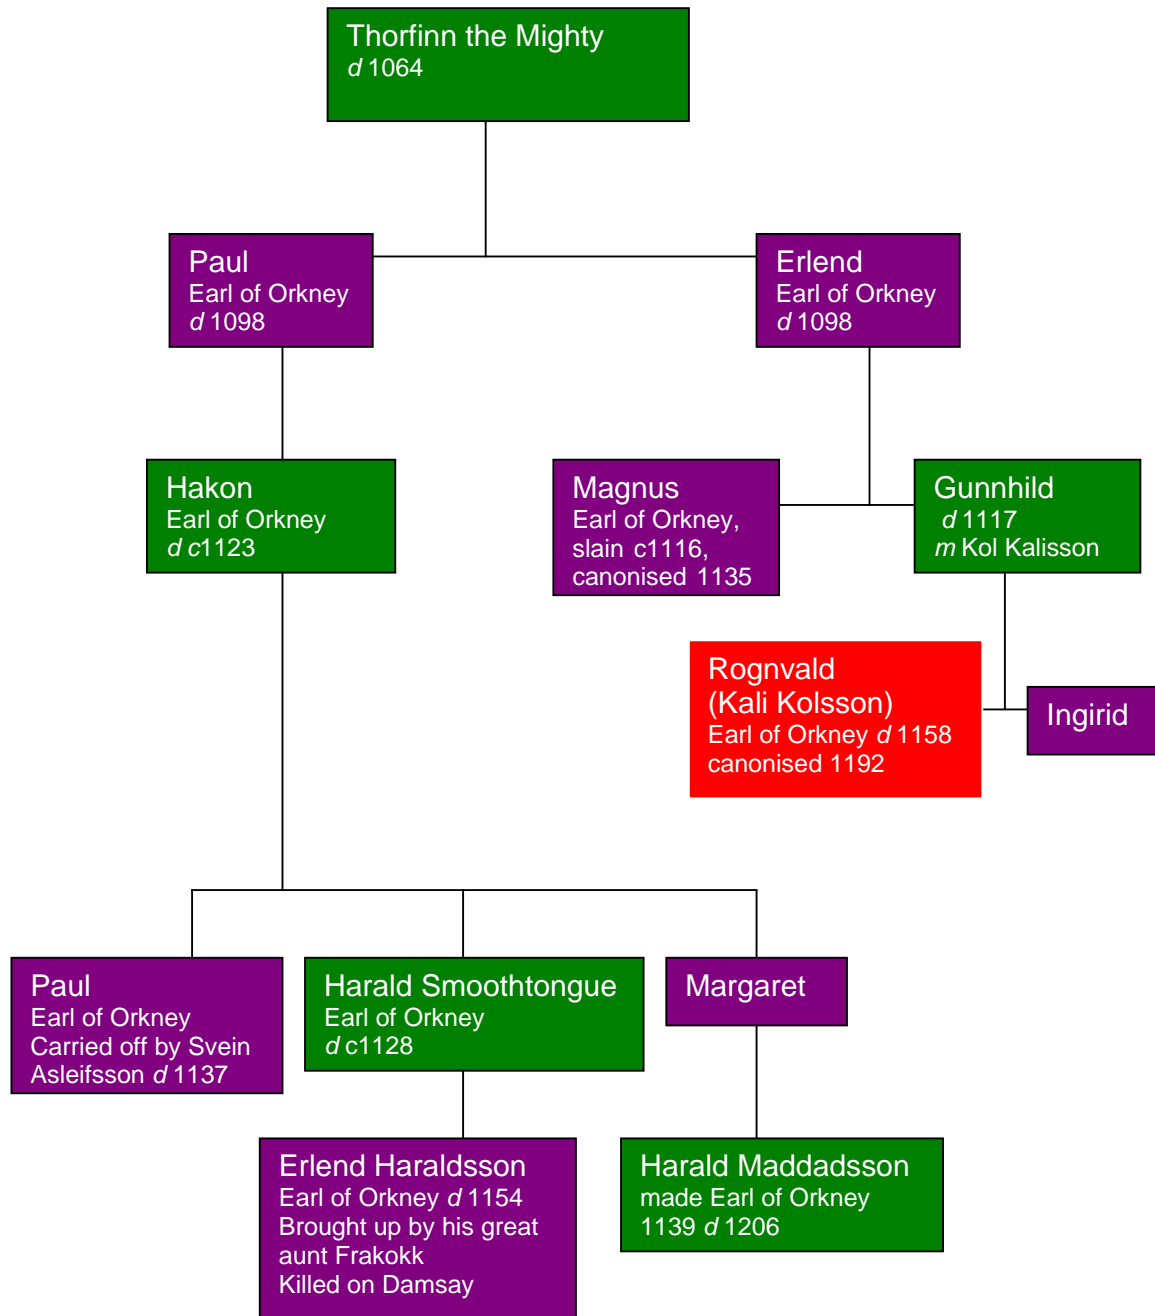 Thorfinn the Mighty
d 1064
Paul
Earl of Orkney
d 1098
Erlend
Earl of Orkney
d 1098
Hakon
Earl of Orkney
d c1123
Magnus
Earl of Orkney,
slain c1116,
canonised 1135
Gunnhild
d 1117
m Kol Kalisson
Rognvald
(Kali Kolsson)
Earl of Orkney d 1158
canonised 1192
Ingirid
Paul
Earl of Orkney
Carried off by Svein
Asleifsson d 1137
Harald Smoothtongue
Earl of Orkney
d c1128
Margaret
Erlend Haraldsson
Earl of Orkney d 1154
Brought up by his great
aunt Frakokk
Killed on Damsay
Harald Maddadsson
made Earl of Orkney
1139 d 1206